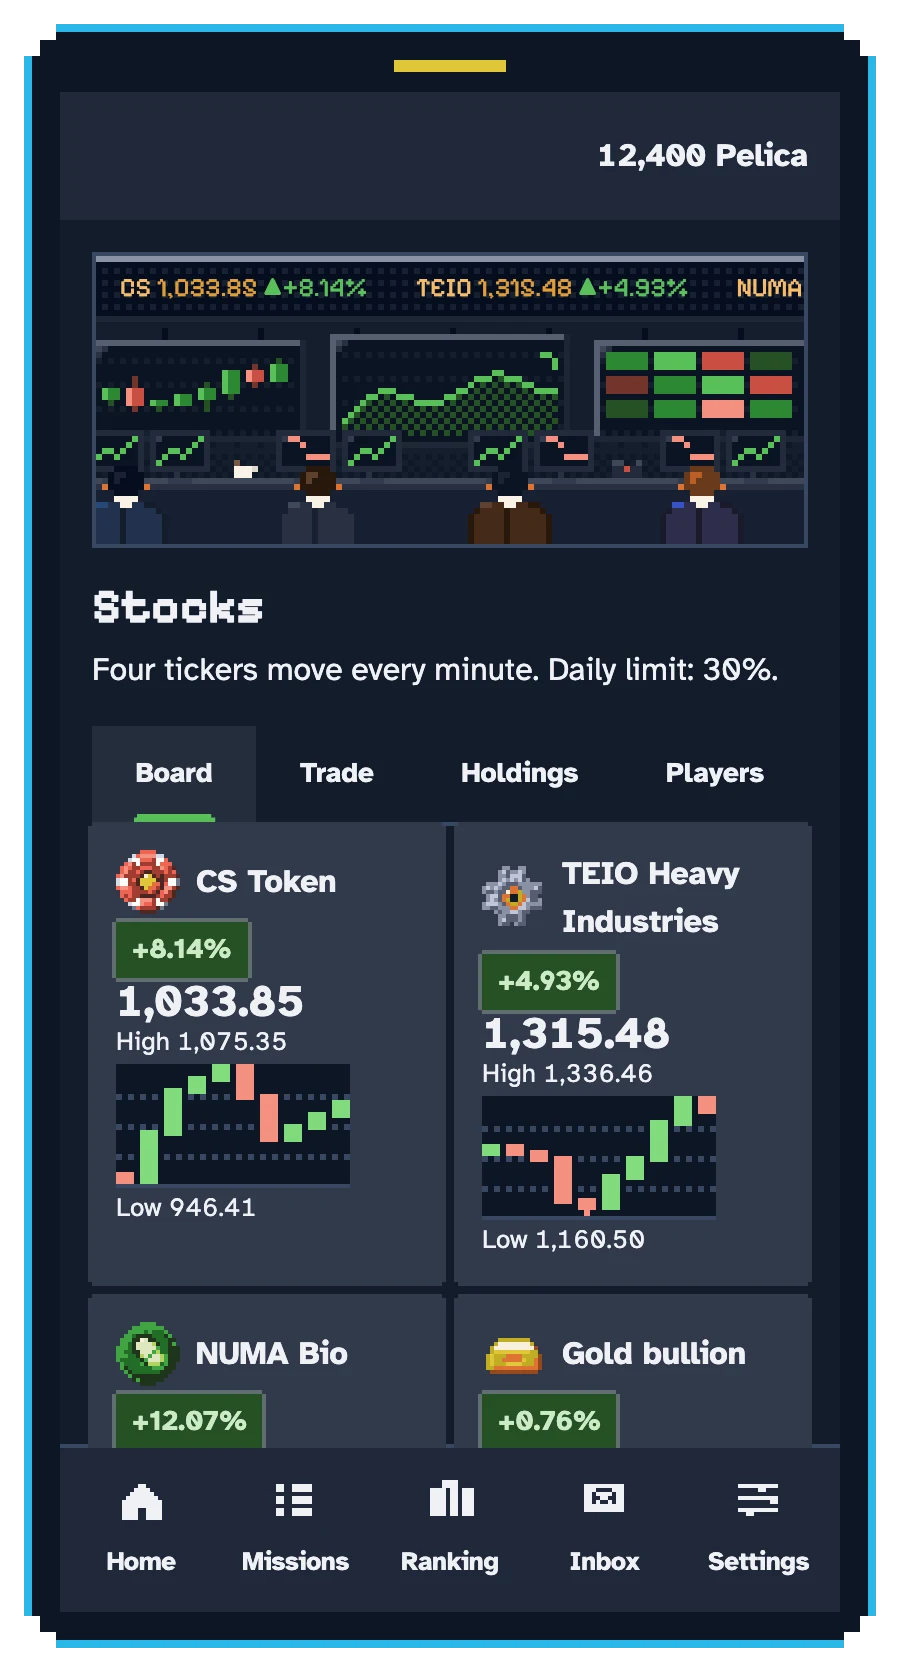 12,400 Pelica
CS 1,033.85 ▲+8.14% TEIO 1,315.48 ▲+4.93% NUMA
Stocks
Four tickers move every minute. Daily limit: 30%.
Board Trade Holdings Players
CS Token
+8.14%
1,033.85
High 1,075.35
Low 946.41
TEIO Heavy
Industries
+4.93%
1,315.48
High 1,336.46
Low 1,160.50
NUMA Bio
+12.07%
Gold bullion
+0.76%
Home Missions Ranking Inbox Settings